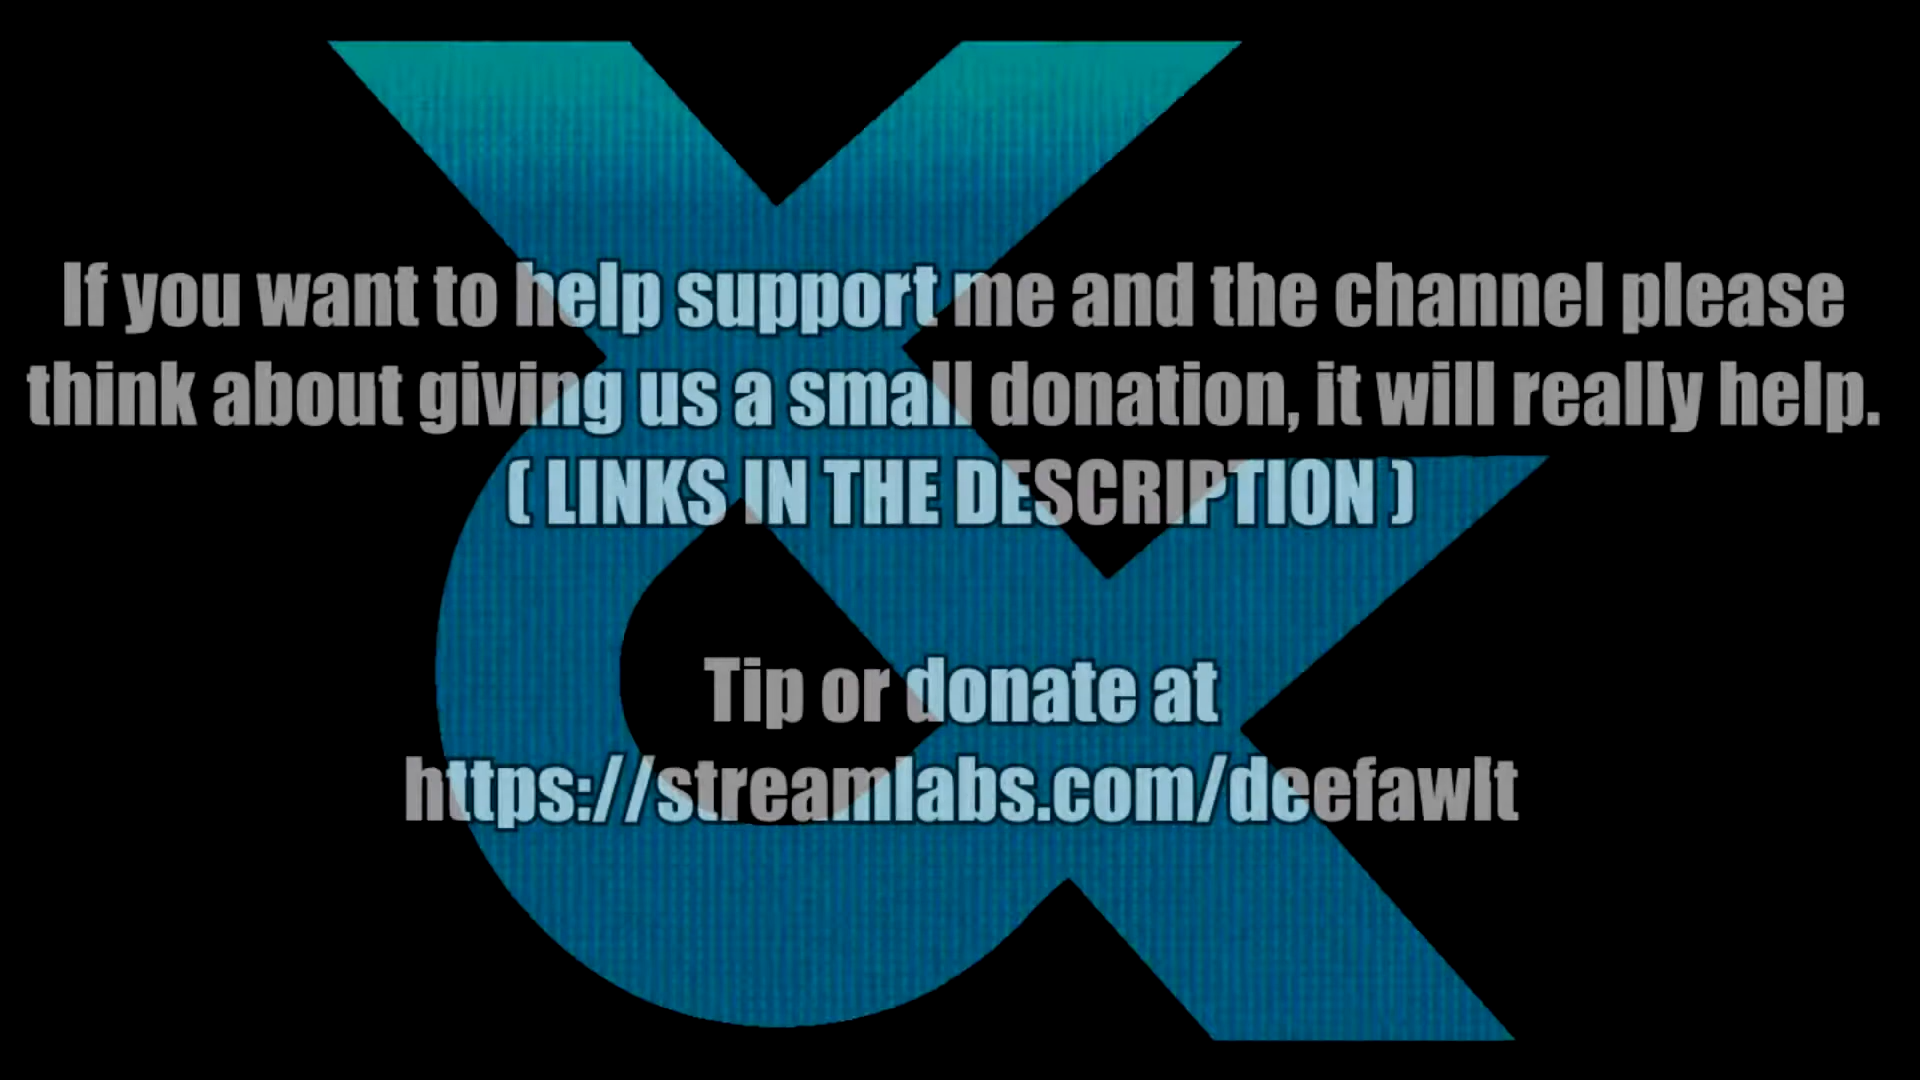 If you want to help support me and the channel please
think about giving us a small donation, it will really help.
( LINKS IN THE DESCRIPTION )
Tip or donate at
https://streamlabs.com/deefawlt